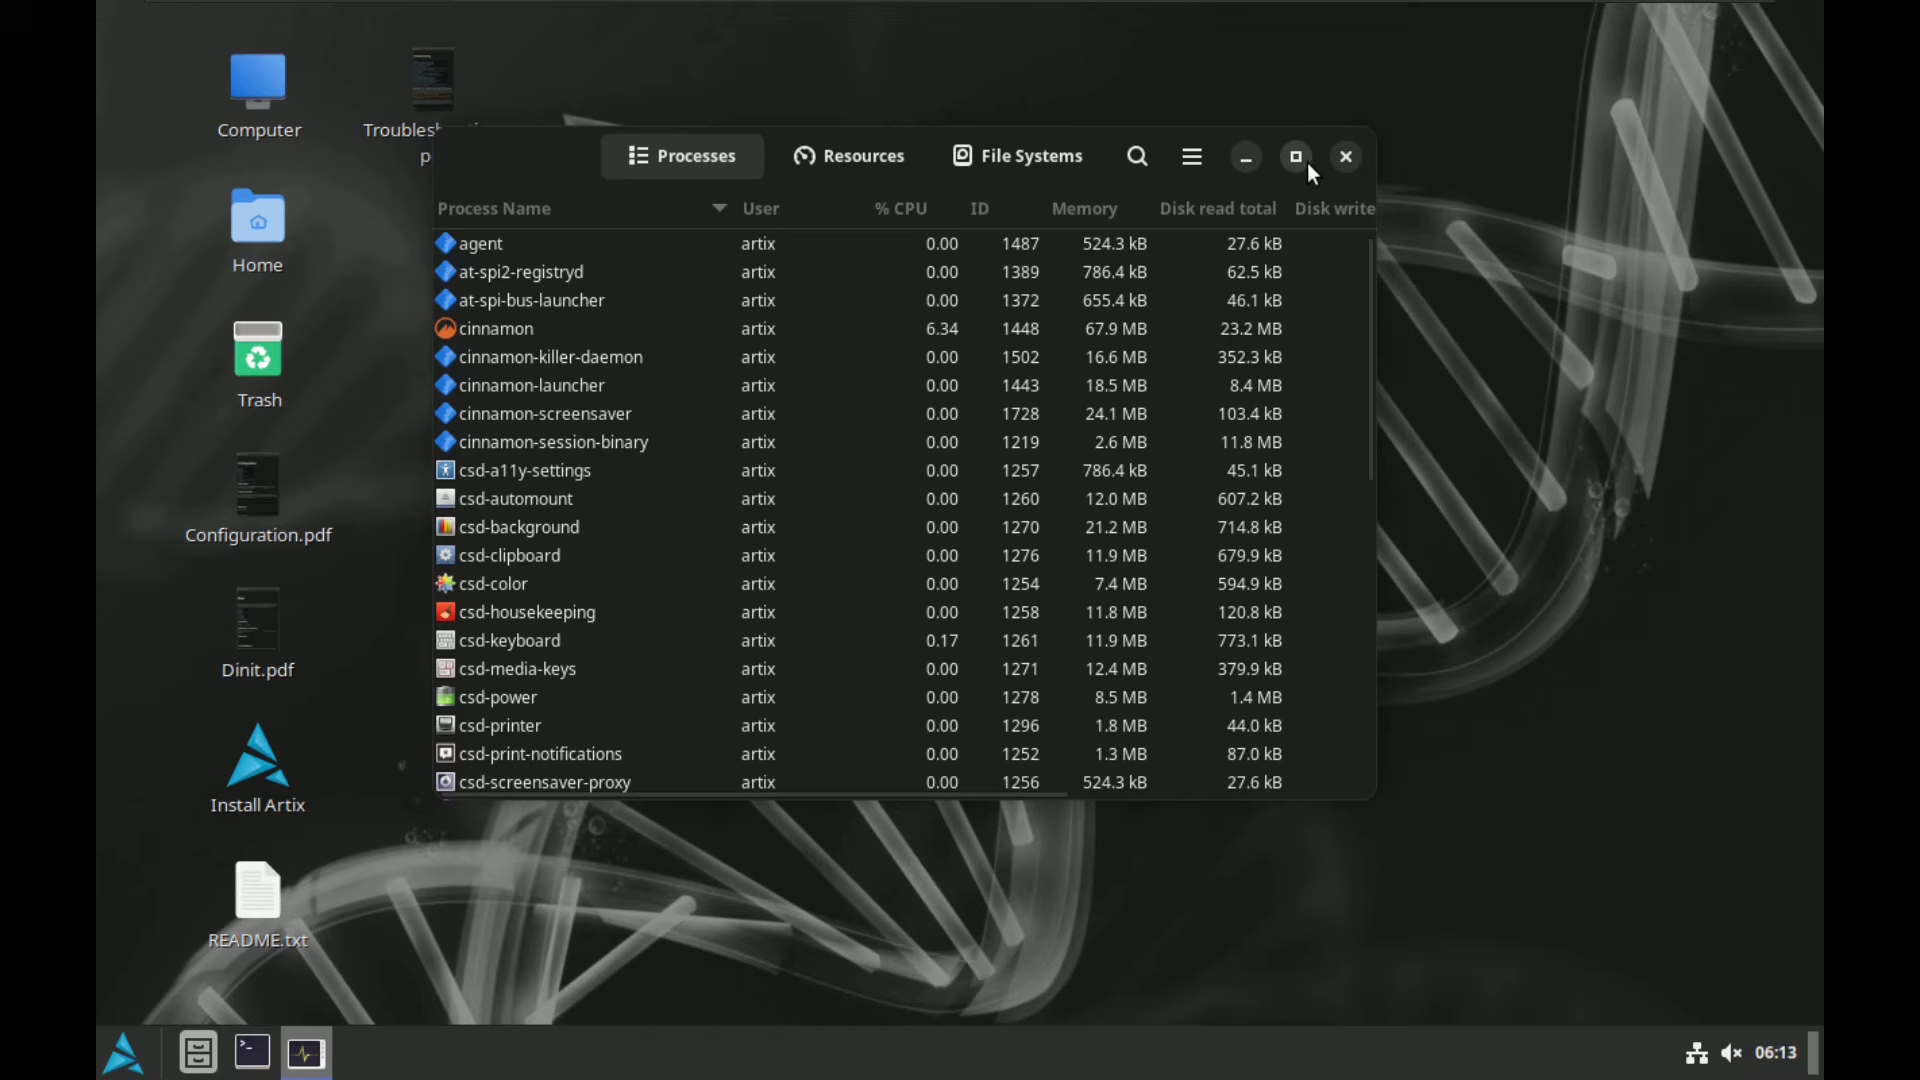 Computer
Home
Trash
Configuration.pdf
Dinit.pdf
Install Artix
README.txt
Processes Resources File Systems
Process Name User % CPU ID Memory Disk read total Disk write
agent artix 0.00 1487 524.3 kB 27.6 kB
at-spi2-registryd artix 0.00 1389 786.4 kB 62.5 kB
at-spi-bus-launcher artix 0.00 1372 655.4 kB 46.1 kB
cinnamon artix 6.34 1448 67.9 MB 23.2 MB
cinnamon-killer-daemon artix 0.00 1502 16.6 MB 352.3 kB
cinnamon-launcher artix 0.00 1443 18.5 MB 8.4 MB
cinnamon-screensaver artix 0.00 1728 24.1 MB 103.4 kB
cinnamon-session-binary artix 0.00 1219 2.6 MB 11.8 MB
csd-a11y-settings artix 0.00 1257 786.4 kB 45.1 kB
csd-automount artix 0.00 1260 12.0 MB 607.2 kB
csd-background artix 0.00 1270 21.2 MB 714.8 kB
csd-clipboard artix 0.00 1276 11.9 MB 679.9 kB
csd-color artix 0.00 1254 7.4 MB 594.9 kB
csd-housekeeping artix 0.00 1258 11.8 MB 120.8 kB
csd-keyboard artix 0.17 1261 11.9 MB 773.1 kB
csd-media-keys artix 0.00 1271 12.4 MB 379.9 kB
csd-power artix 0.00 1278 8.5 MB 1.4 MB
csd-printer artix 0.00 1296 1.8 MB 44.0 kB
csd-print-notifications artix 0.00 1252 1.3 MB 87.0 kB
csd-screensaver-proxy artix 0.00 1256 524.3 kB 27.6 kB
06:13